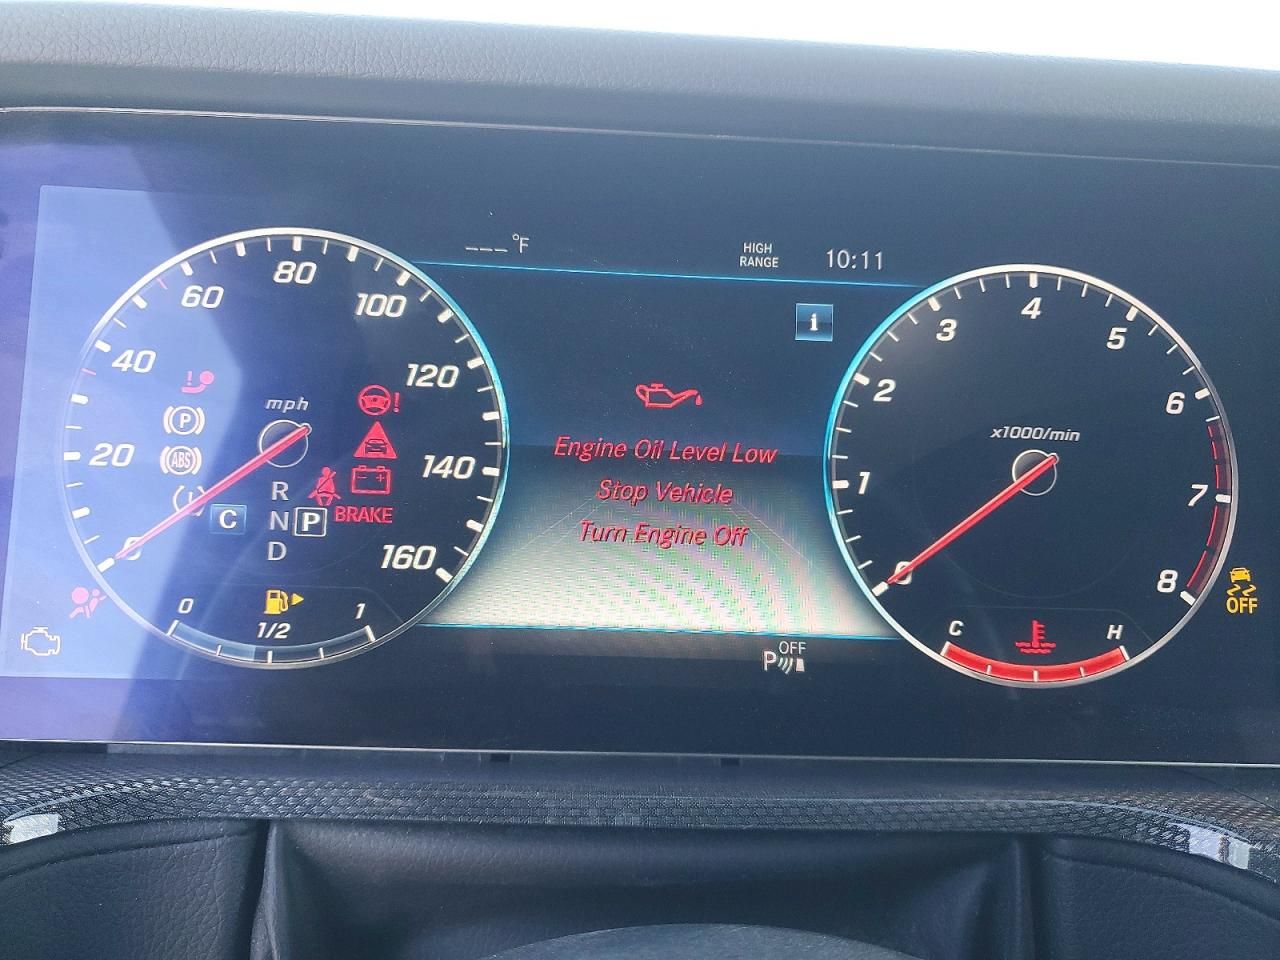 ---°F
HIGH
RANGE
10:11
i
0
20
40
60
80
100
120
140
160
mph
!
P
ABS
!
!
BRAKE
R
N P
D
C
0 1/2 1
Engine Oil Level Low
Stop Vehicle
Turn Engine Off
OFF
P
0
1
2
3
4
5
6
7
8
x1000/min
C H
OFF